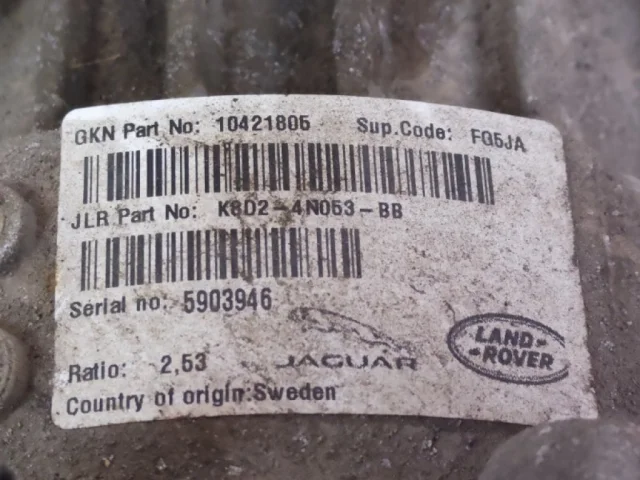 GKN Part No: 10421805 Sup.Code: FG5JA
JLR Part No: K8D2-4N053-BB
Serial no: 5903946
JAGUAR
LAND-
-ROVER
Ratio: 2,53
Country of origin:Sweden